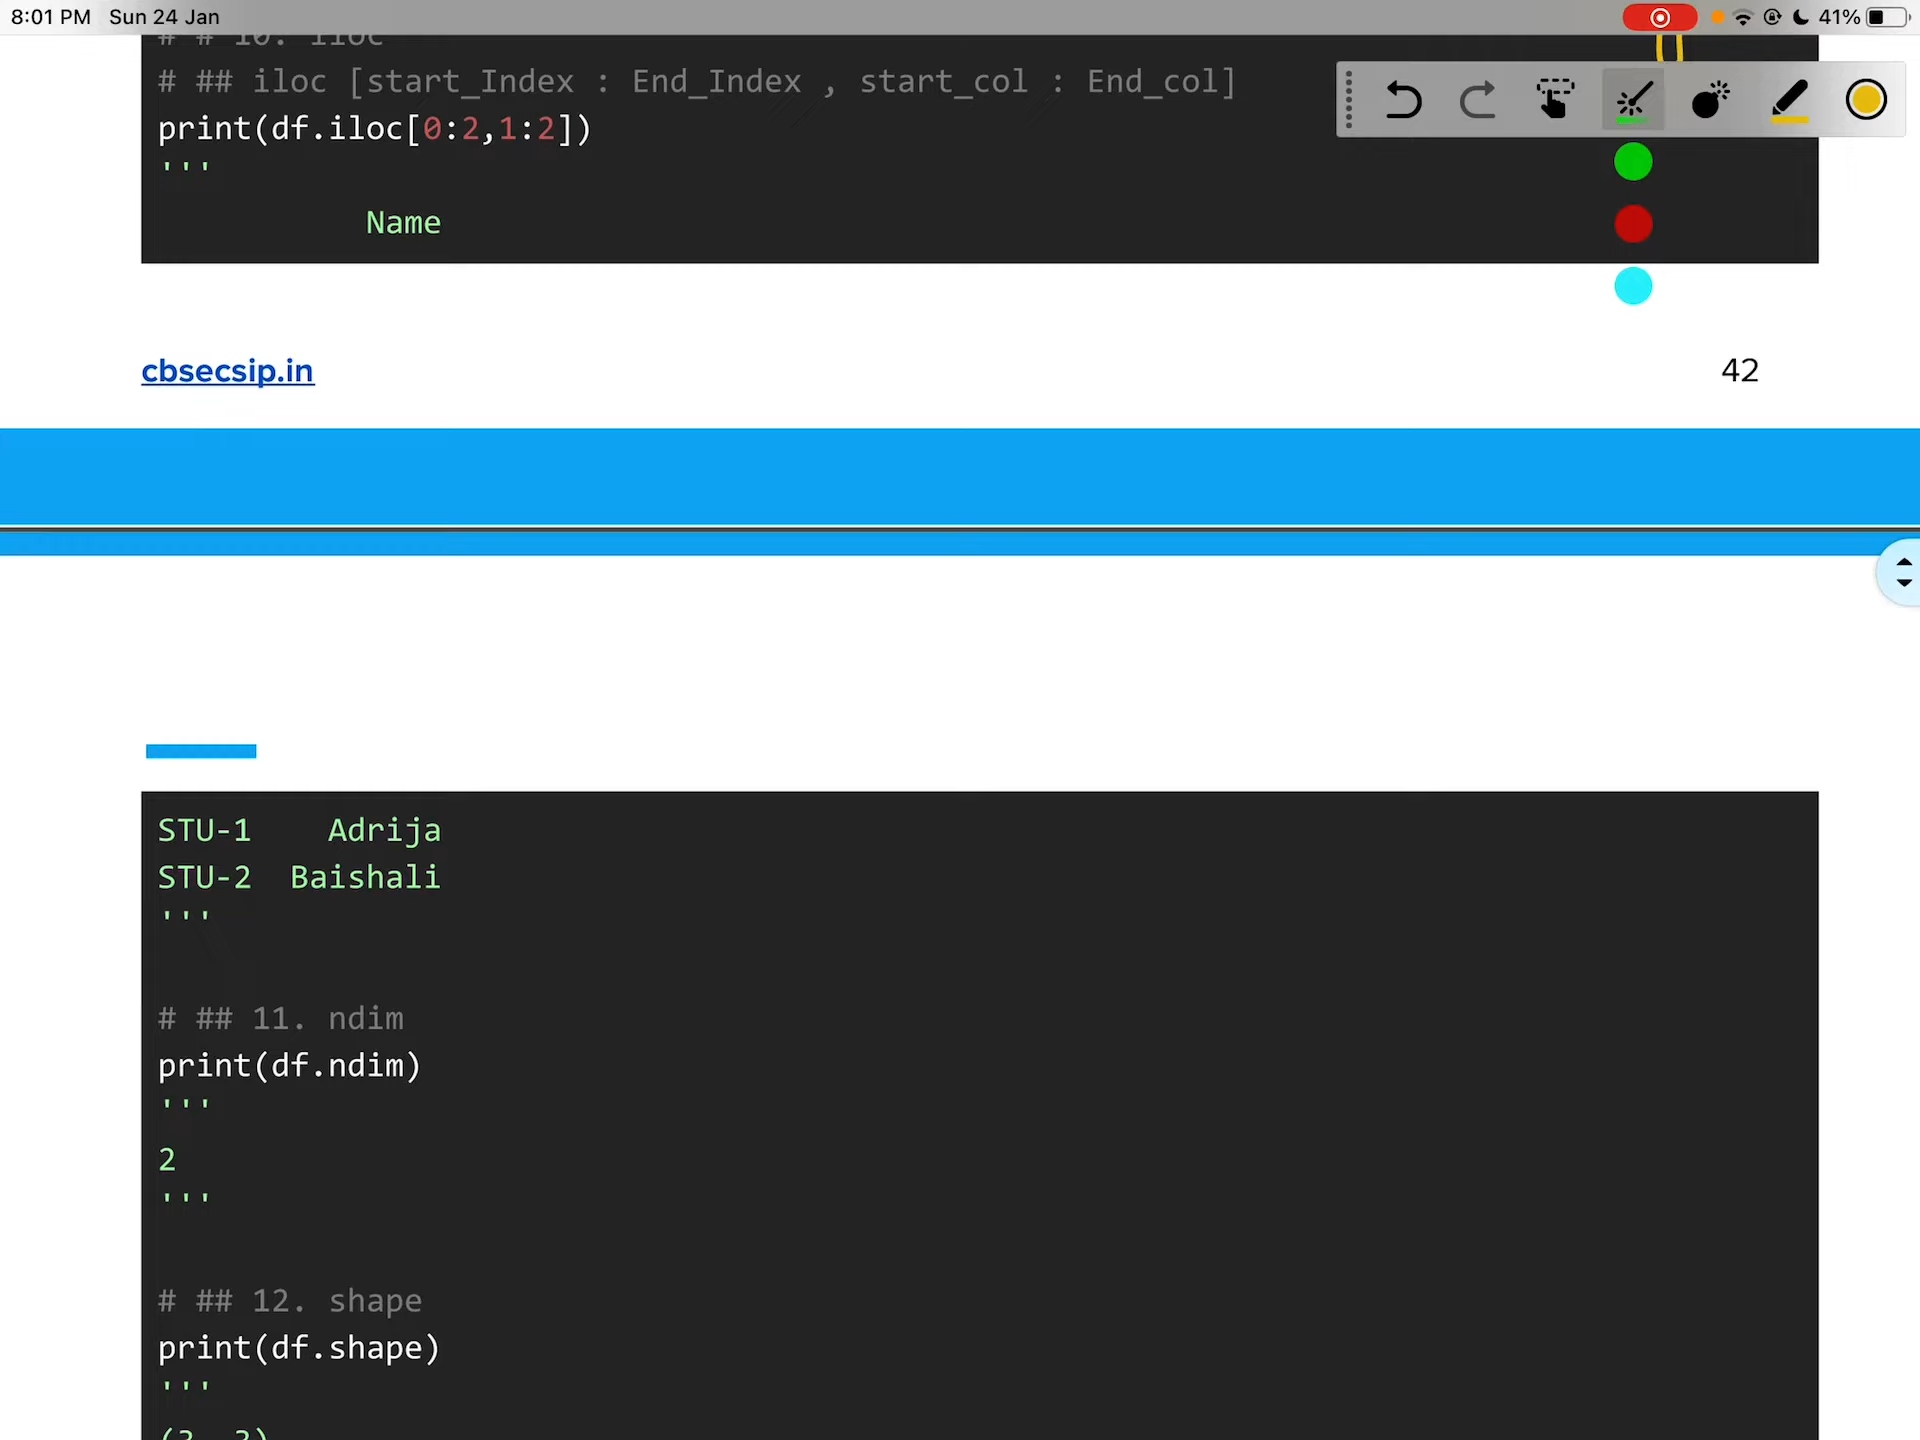 8:01 PM Sun 24 Jan
41%
# # 10. iloc
# ## iloc [start_Index : End_Index , start_col : End_col]
print(df.iloc[0:2,1:2])
'''
Name
cbsecsip.in
42
STU-1 Adrija
STU-2 Baishali
'''
# ## 11. ndim
print(df.ndim)
'''
2
'''
# ## 12. shape
print(df.shape)
'''